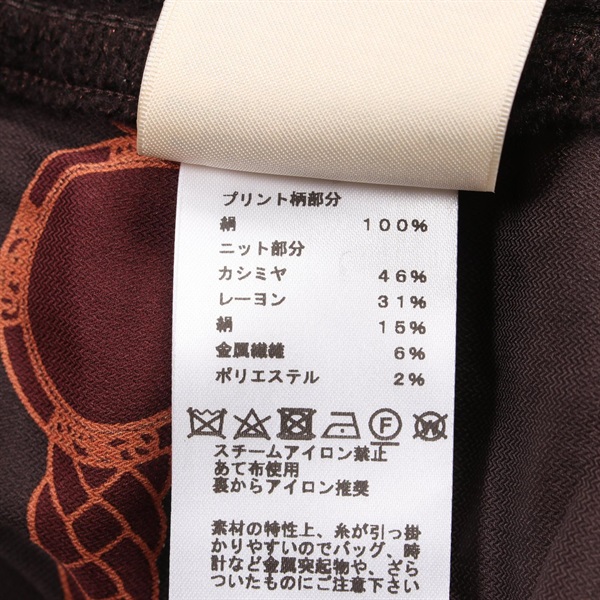 プリント柄部分
絹 100%
ニット部分
カシミヤ 46%
レーヨン 31%
絹 15%
金属繊維 6%
ポリエステル 2%
F W
スチームアイロン禁止
あて布使用
裏からアイロン推奨
素材の特性上、糸が引っ掛
かりやすいのでバッグ、時
計など金属突起物や、ざら
ついたものにご注意下さい